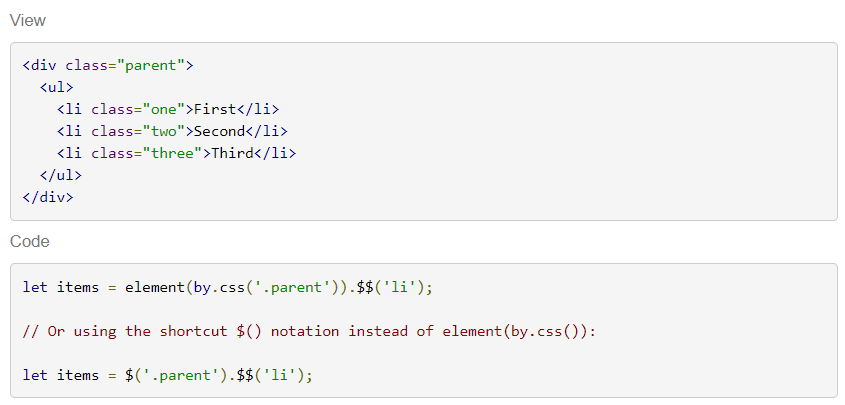 View
<div class="parent">
  <ul>
    <li class="one">First</li>
    <li class="two">Second</li>
    <li class="three">Third</li>
  </ul>
</div>
Code
let items = element(by.css('.parent')).$$('li');
// Or using the shortcut $() notation instead of element(by.css()):
let items = $('.parent').$$('li');